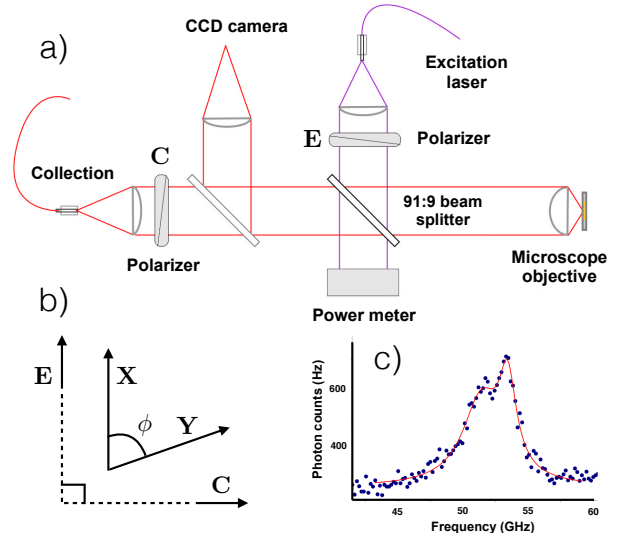 a)
CCD camera
Excitation
laser
E
Polarizer
Collection
C
91:9 beam
splitter
Polarizer
Microscope
objective
Power meter
b)
E
X
ϕ
Y
C
c)
Photon counts (Hz)
600
400
45
50
55
60
Frequency (GHz)